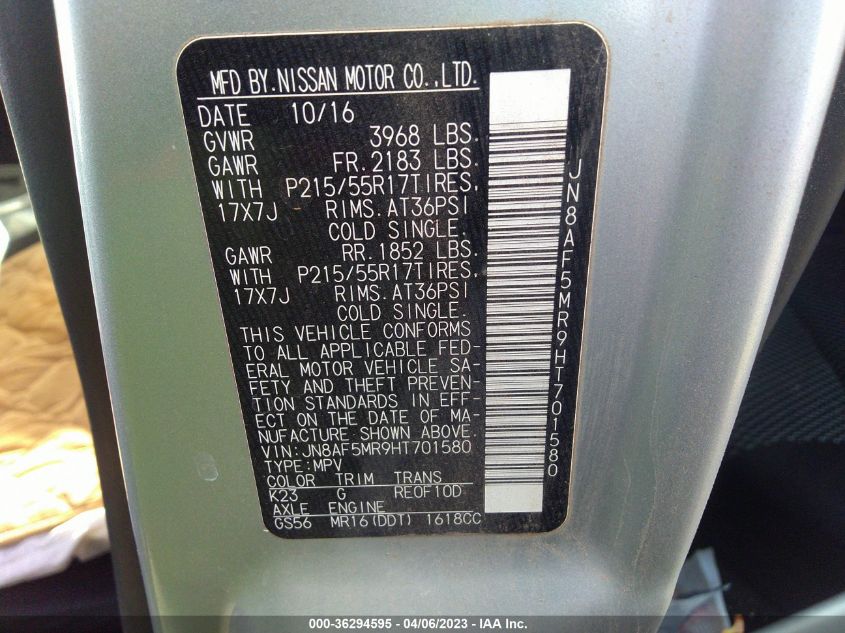 MFD BY.NISSAN MOTOR CO.,LTD.
DATE 10/16
GVWR 3968 LBS.
GAWR FR.2183 LBS.
WITH P215/55R17TIRES,
17X7J RIMS.AT36PSI
COLD SINGLE.
GAWR RR.1852 LBS.
WITH P215/55R17TIRES,
17X7J RIMS.AT36PSI
COLD SINGLE.
THIS VEHICLE CONFORMS
TO ALL APPLICABLE FED-
ERAL MOTOR VEHICLE SA-
FETY AND THEFT PREVEN-
TION STANDARDS IN EFF-
ECT ON THE DATE OF MA-
NUFACTURE SHOWN ABOVE.
VIN:JN8AF5MR9HT701580
TYPE:MPV
COLOR TRIM TRANS
K23 G REOF10D
AXLE ENGINE
GS56 MR16(DDT) 1618CC
JN8AF5MR9HT701580
000-36294595 - 04/06/2023 - IAA Inc.